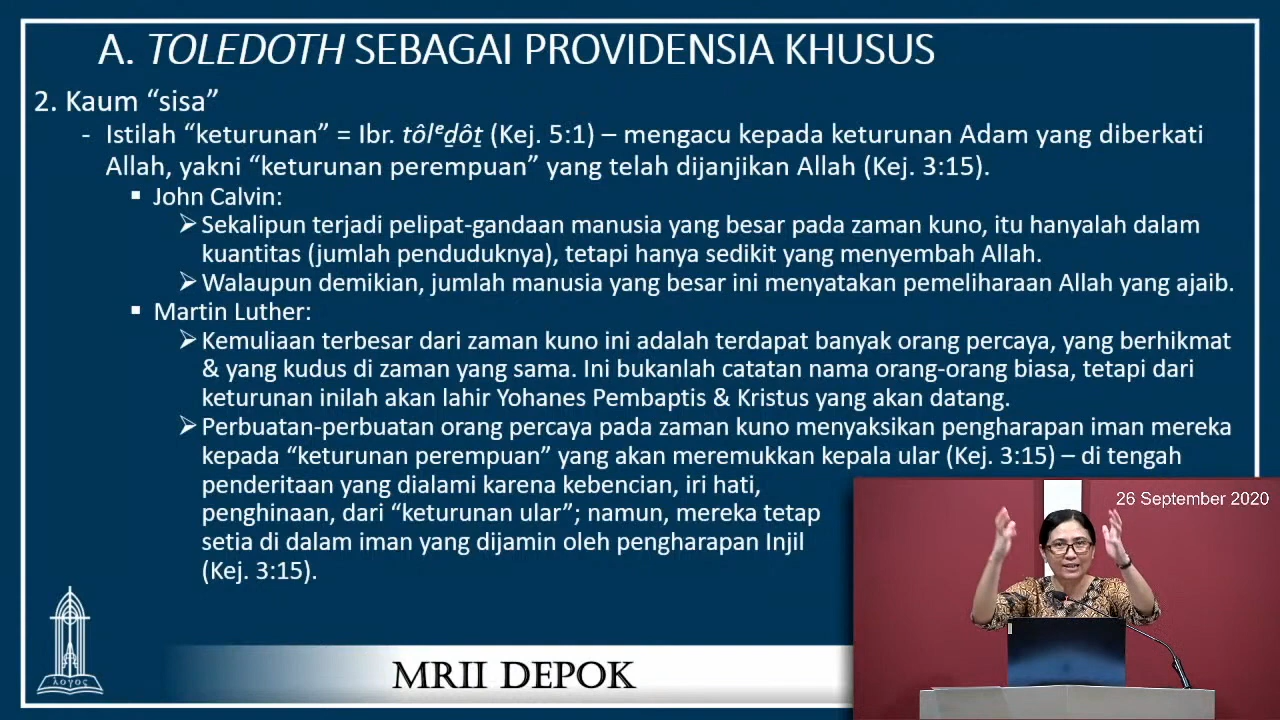 A. TOLEDOTH SEBAGAI PROVIDENSIA KHUSUS
2. Kaum “sisa”
- Istilah “keturunan” = Ibr. tôlᵉḏôṯ (Kej. 5:1) – mengacu kepada keturunan Adam yang diberkati
Allah, yakni “keturunan perempuan” yang telah dijanjikan Allah (Kej. 3:15).
▪ John Calvin:
➢ Sekalipun terjadi pelipat-gandaan manusia yang besar pada zaman kuno, itu hanyalah dalam
kuantitas (jumlah penduduknya), tetapi hanya sedikit yang menyembah Allah.
➢ Walaupun demikian, jumlah manusia yang besar ini menyatakan pemeliharaan Allah yang ajaib.
▪ Martin Luther:
➢ Kemuliaan terbesar dari zaman kuno ini adalah terdapat banyak orang percaya, yang berhikmat
& yang kudus di zaman yang sama. Ini bukanlah catatan nama orang-orang biasa, tetapi dari
keturunan inilah akan lahir Yohanes Pembaptis & Kristus yang akan datang.
➢ Perbuatan-perbuatan orang percaya pada zaman kuno menyaksikan pengharapan iman mereka
kepada “keturunan perempuan” yang akan meremukkan kepala ular (Kej. 3:15) – di tengah
penderitaan yang dialami karena kebencian, iri hati,
penghinaan, dari “keturunan ular”; namun, mereka tetap
setia di dalam iman yang dijamin oleh pengharapan Injil
(Kej. 3:15).
26 September 2020
λογος
MRII DEPOK